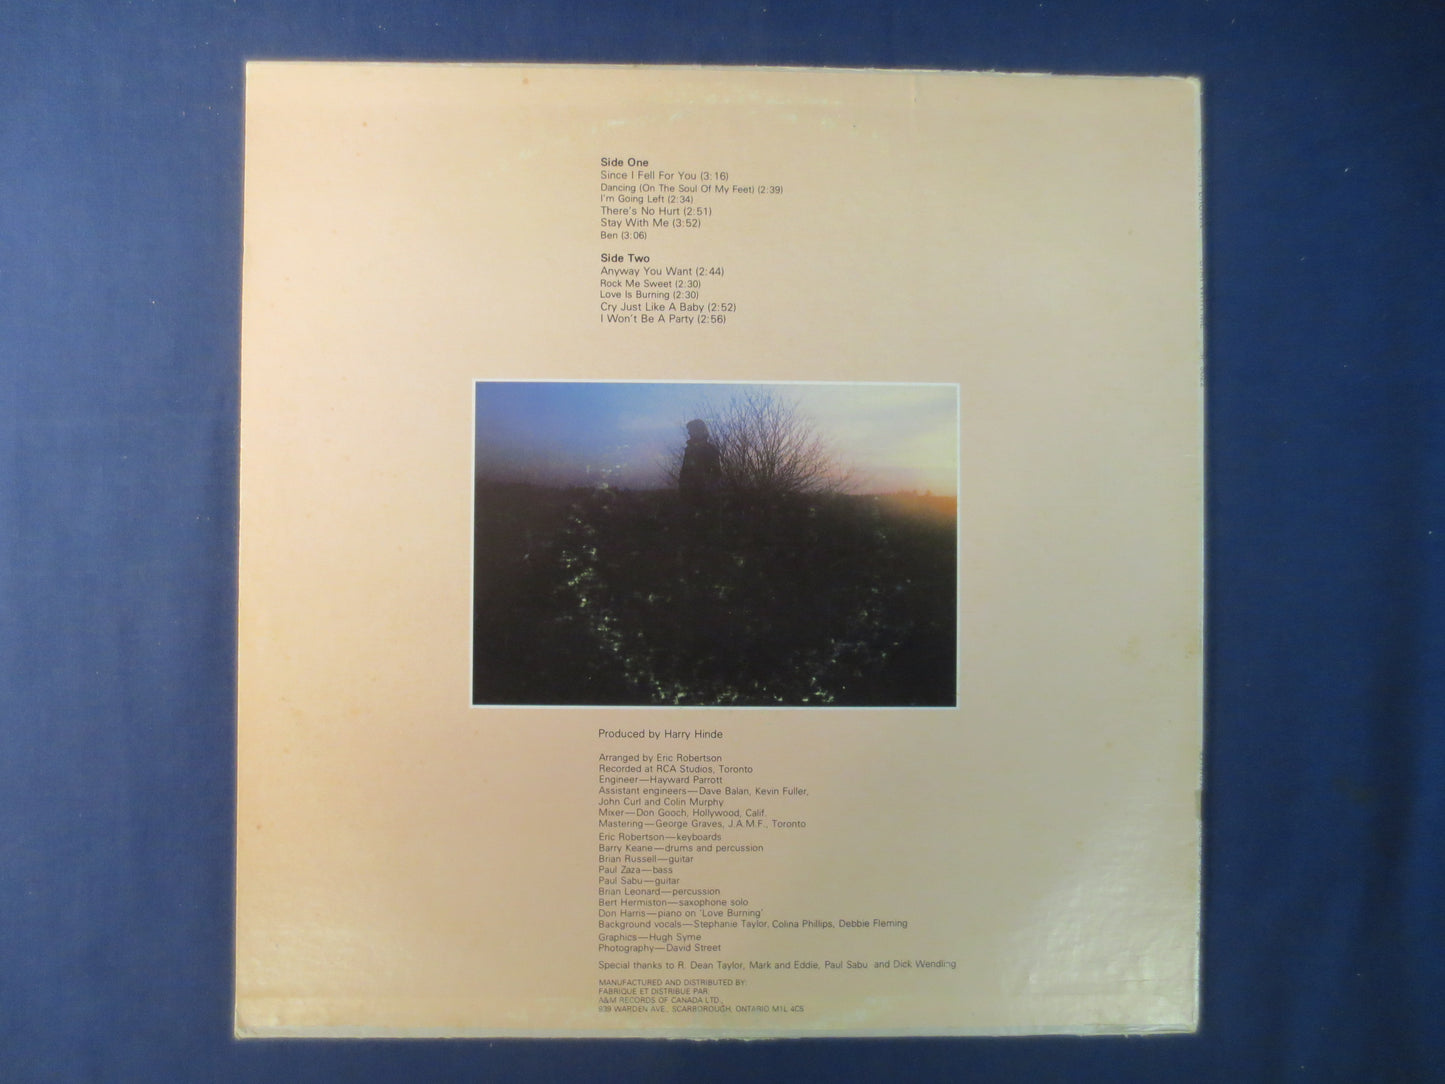 Side One
Since I Fell For You (3:16)
Dancing (On The Soul Of My Feet) (2:39)
I'm Going Left (2:34)
There's No Hurt (2:51)
Stay With Me (3:52)
Ben (3:06)
Side Two
Anyway You Want (2:44)
Rock Me Sweet (2:30)
Love Is Burning (2:30)
Cry Just Like A Baby (2:52)
I Won't Be A Party (2:56)
Produced by Harry Hinde
Arranged by Eric Robertson
Recorded at RCA Studios, Toronto
Engineer—Hayward Parrott
Assistant engineers—Dave Balan, Kevin Fuller,
John Curl and Colin Murphy
Mixer—Don Gooch, Hollywood, Calif.
Mastering—George Graves, J.A.M.F., Toronto
Eric Robertson—keyboards
Barry Keane—drums and percussion
Brian Russell—guitar
Paul Zaza—bass
Paul Sabu—guitar
Brian Leonard—percussion
Bert Hermiston—saxophone solo
Don Harris—piano on 'Love Burning'
Background vocals—Stephanie Taylor, Colina Phillips, Debbie Fleming
Graphics—Hugh Syme
Photography—David Street
Special thanks to R. Dean Taylor, Mark and Eddie, Paul Sabu and Dick Wendling
MANUFACTURED AND DISTRIBUTED BY:
FABRIQUE ET DISTRIBUE PAR:
A&M RECORDS OF CANADA LTD.,
939 WARDEN AVE., SCARBOROUGH, ONTARIO M1L 4C5